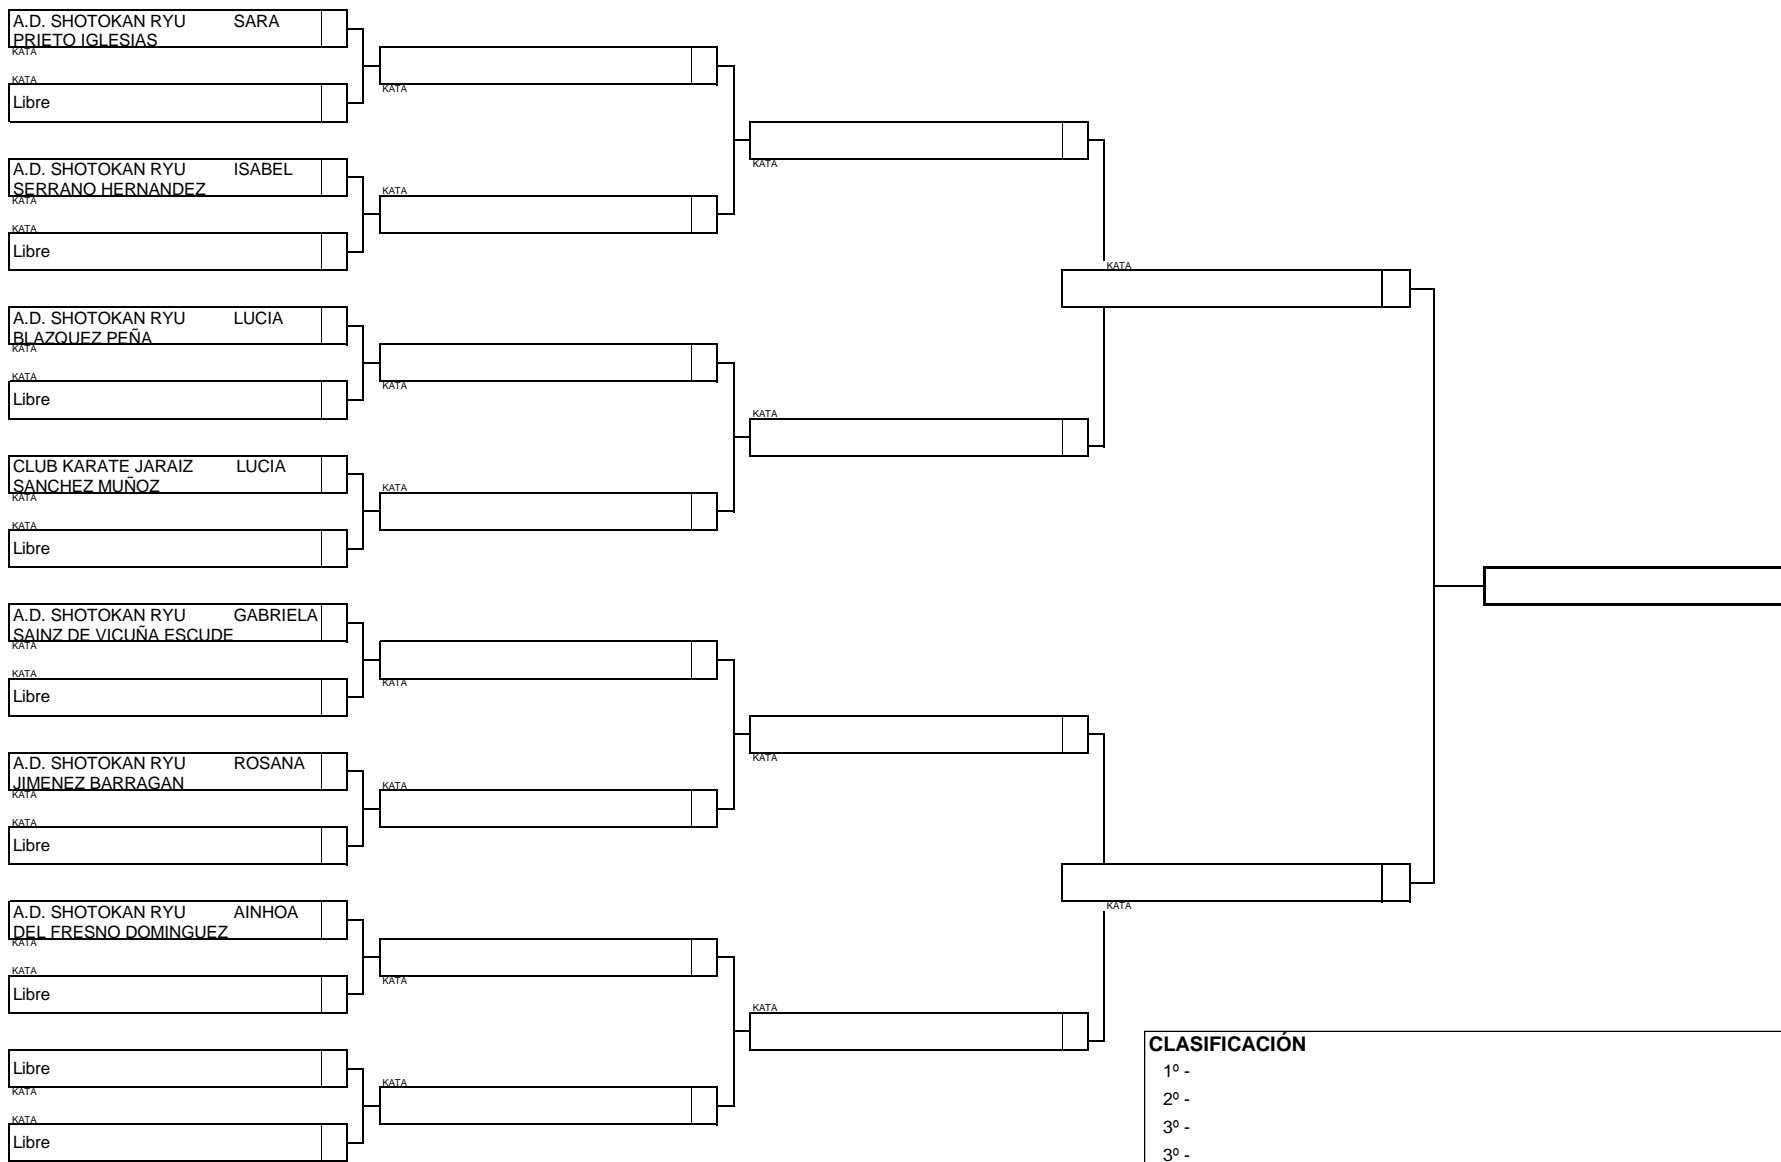 A.D. SHOTOKAN RYU SARA
PRIETO IGLESIAS
KATA
KATA
Libre
A.D. SHOTOKAN RYU ISABEL
SERRANO HERNANDEZ
KATA
KATA
Libre
A.D. SHOTOKAN RYU LUCIA
BLAZQUEZ PEÑA
KATA
KATA
Libre
CLUB KARATE JARAIZ LUCIA
SANCHEZ MUÑOZ
KATA
KATA
Libre
A.D. SHOTOKAN RYU GABRIELA
SAINZ DE VICUÑA ESCUDE
KATA
KATA
Libre
A.D. SHOTOKAN RYU ROSANA
JIMENEZ BARRAGAN
KATA
KATA
Libre
A.D. SHOTOKAN RYU AINHOA
DEL FRESNO DOMINGUEZ
KATA
KATA
Libre
Libre
KATA
KATA
Libre
KATA
KATA
KATA
KATA
KATA
KATA
KATA
KATA
KATA
KATA
KATA
KATA
KATA
KATA
CLASIFICACIÓN
1º -
2º -
3º -
3º -